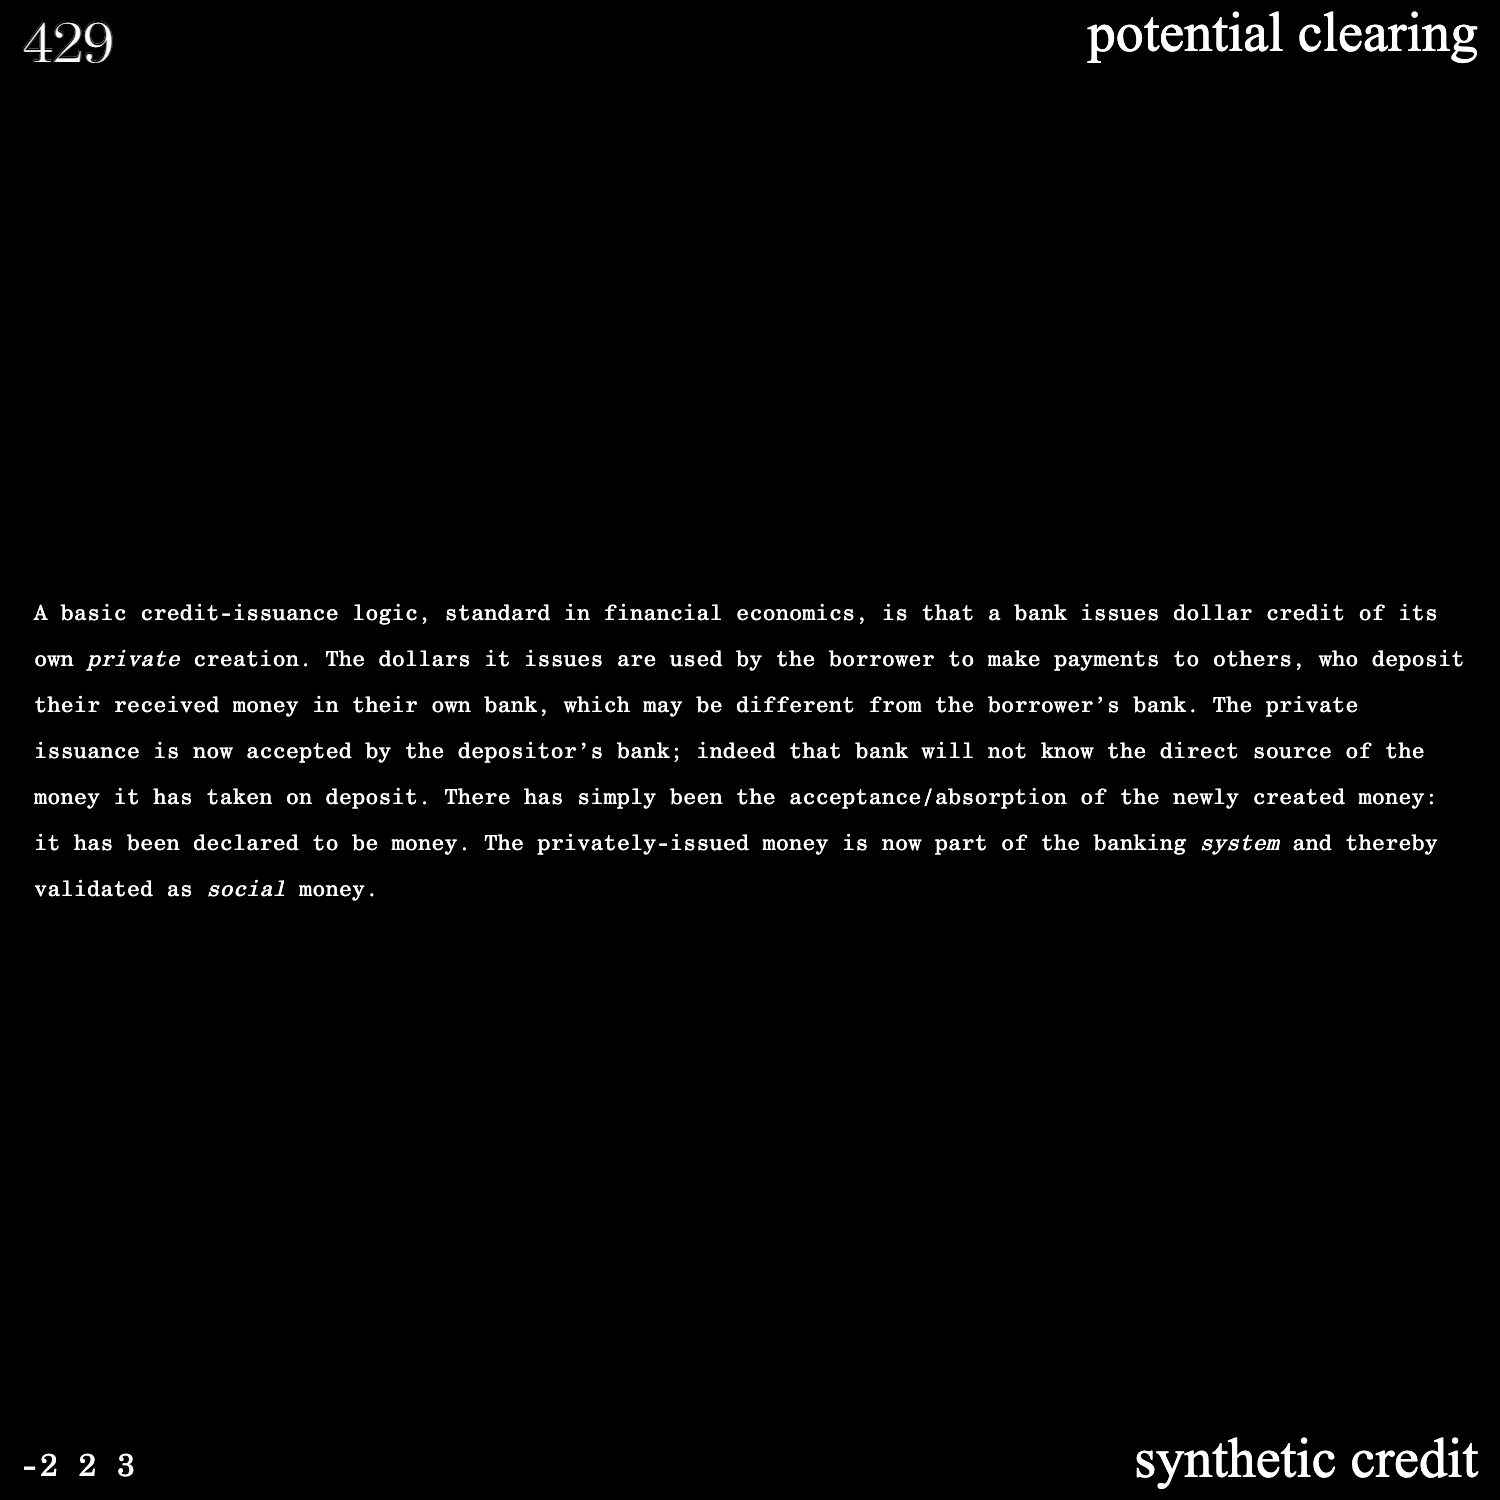 429
potential clearing
A basic credit-issuance logic, standard in financial economics, is that a bank issues dollar credit of its
own private creation. The dollars it issues are used by the borrower to make payments to others, who deposit
their received money in their own bank, which may be different from the borrower’s bank. The private
issuance is now accepted by the depositor’s bank; indeed that bank will not know the direct source of the
money it has taken on deposit. There has simply been the acceptance/absorption of the newly created money:
it has been declared to be money. The privately-issued money is now part of the banking system and thereby
validated as social money.
-2 2 3
synthetic credit